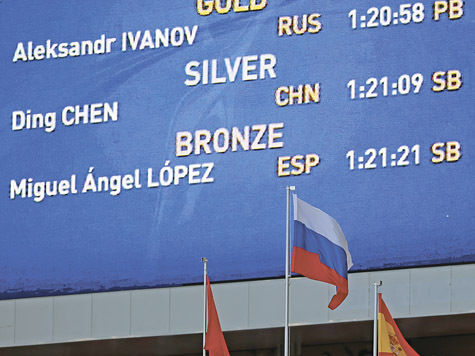 GOLD
Aleksandr IVANOV RUS 1:20:58 PB
SILVER
Ding CHEN CHN 1:21:09 SB
BRONZE
Miguel Ángel LÓPEZ ESP 1:21:21 SB